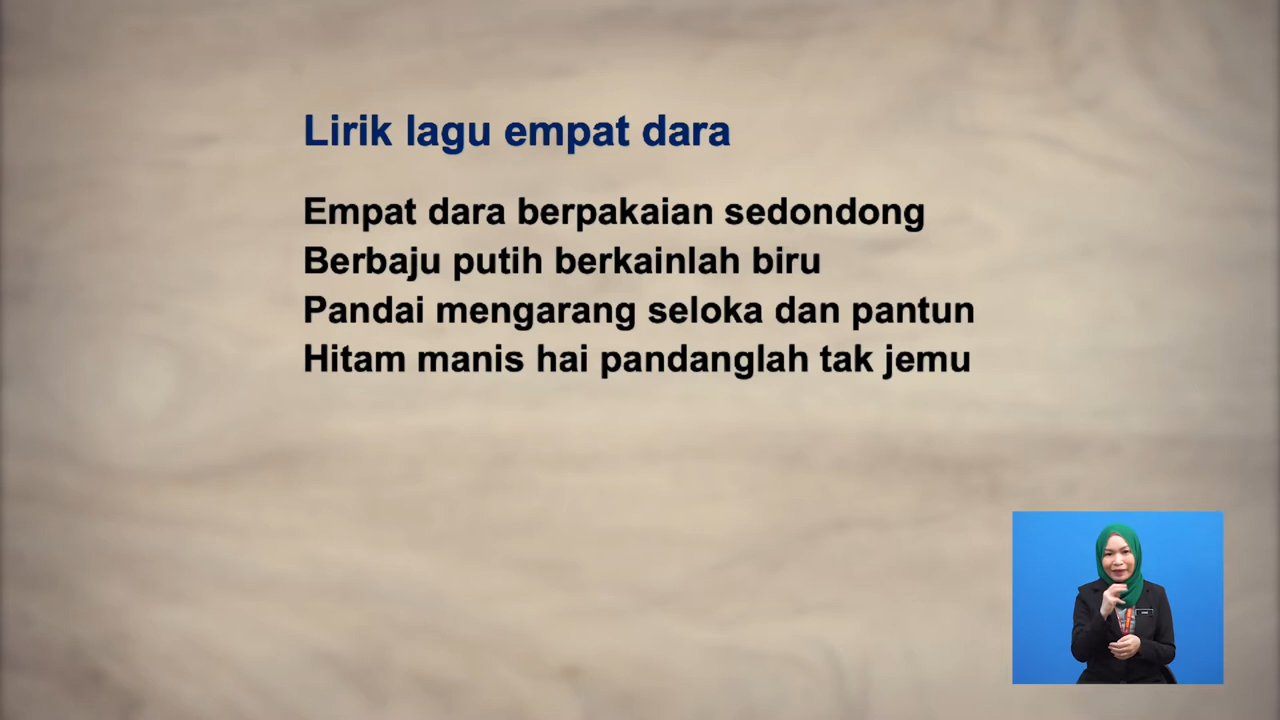 Lirik lagu empat dara
Empat dara berpakaian sedondong
Berbaju putih berkainlah biru
Pandai mengarang seloka dan pantun
Hitam manis hai pandanglah tak jemu